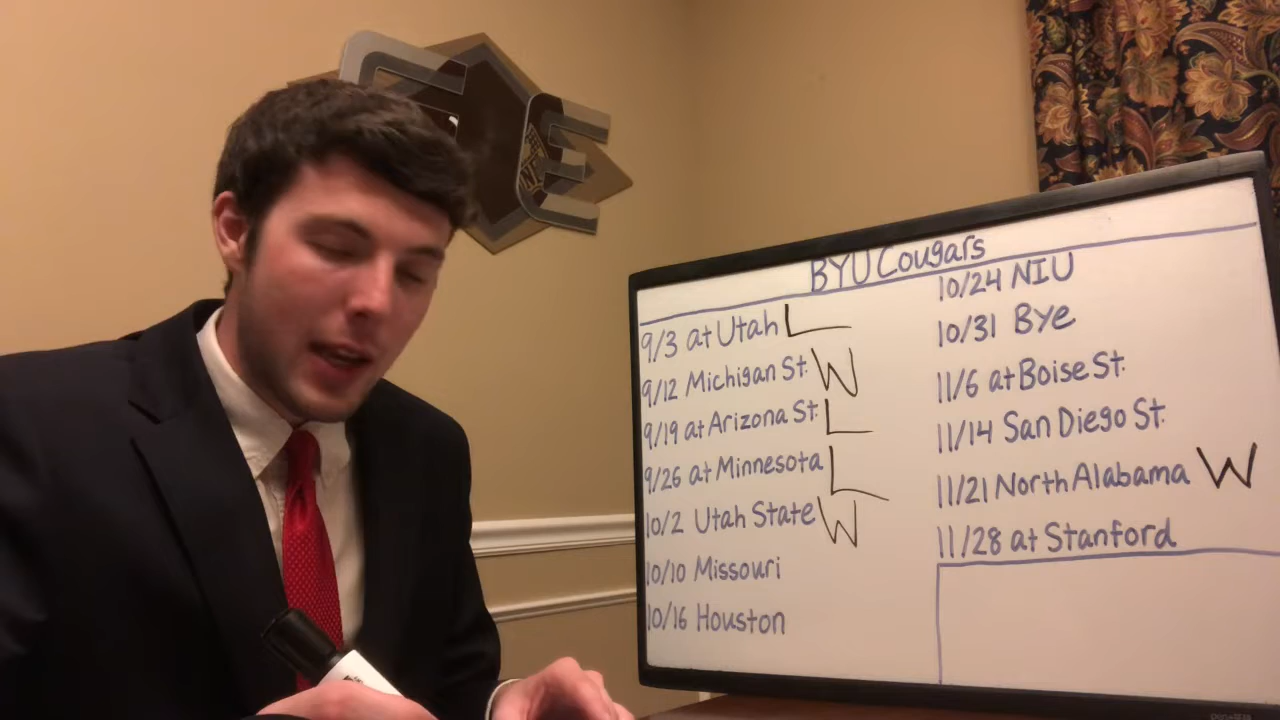 BYU Cougars
9/3 at Utah L
9/12 Michigan St. W
9/19 at Arizona St. L
9/26 at Minnesota L
10/2 Utah State W
10/10 Missouri
10/16 Houston
10/24 NIU
10/31 Bye
11/6 at Boise St.
11/14 San Diego St.
11/21 North Alabama W
11/28 at Stanford